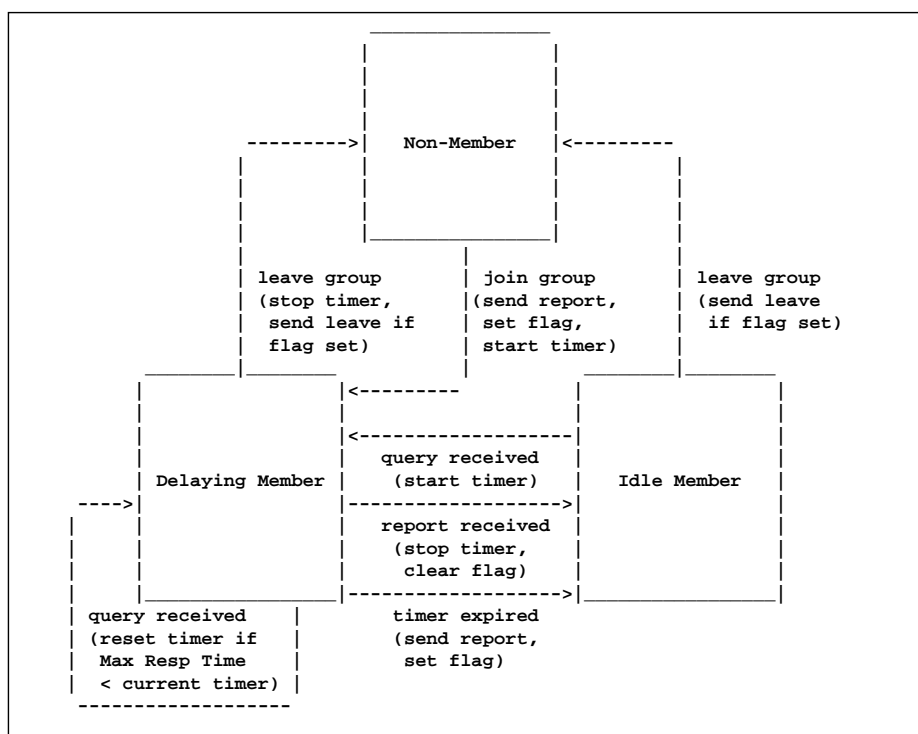 Non-Member
leave group
(stop timer,
send leave if
flag set)
join group
(send report,
set flag,
start timer)
leave group
(send leave
if flag set)
query received
(start timer)
Delaying Member
Idle Member
report received
(stop timer,
clear flag)
query received
(reset timer if
Max Resp Time
< current timer)
timer expired
(send report,
set flag)